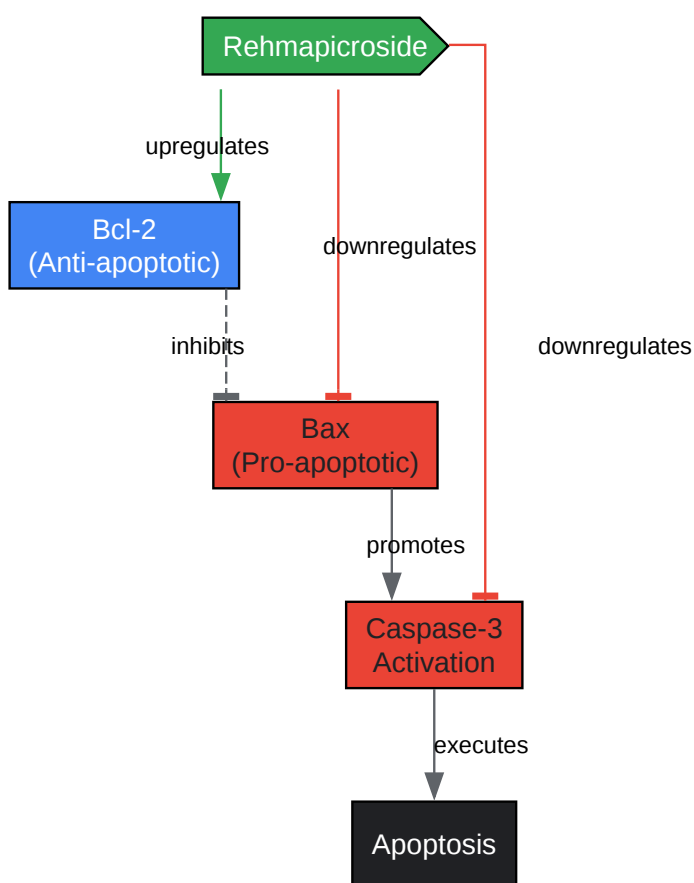 Rehmapicroside
upregulates
Bcl-2
(Anti-apoptotic)
downregulates
inhibits
downregulates
Bax
(Pro-apoptotic)
promotes
Caspase-3
Activation
executes
Apoptosis